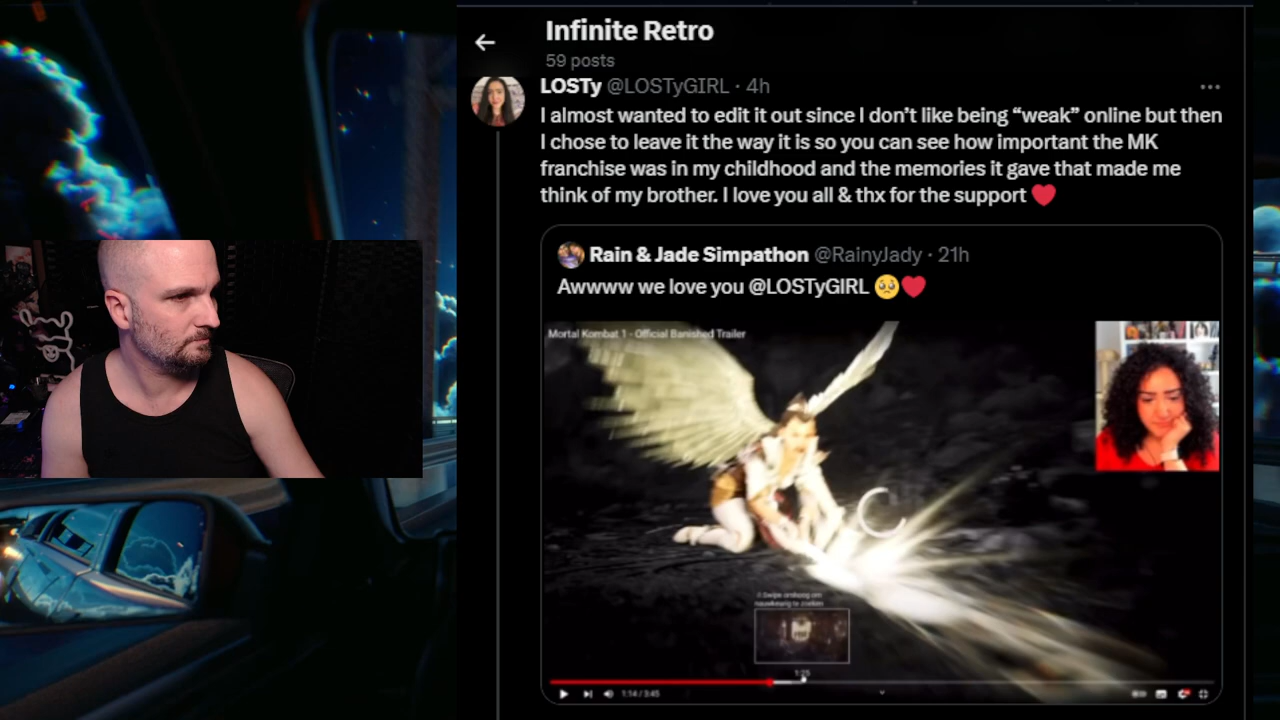 Infinite Retro
59 posts
LOSTy @LOSTyGIRL · 4h
I almost wanted to edit it out since I don’t like being “weak” online but then
I chose to leave it the way it is so you can see how important the MK
franchise was in my childhood and the memories it gave that made me
think of my brother. I love you all & thx for the support ❤️
Rain & Jade Simpathon @RainyJady · 21h
Awwww we love you @LOSTyGIRL 🥺❤️
Mortal Kombat 1 - Official Banished Trailer
1:25
1:14 / 3:45